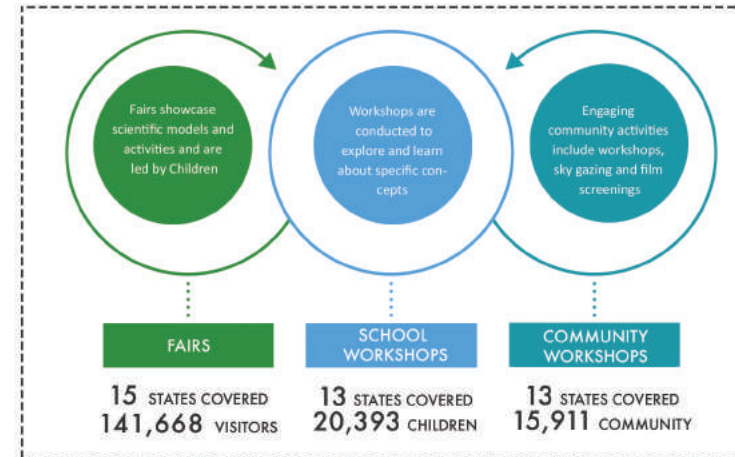 Fairs showcase
scientific models and
activities and are
led by Children
Workshops are
conducted to
explore and learn
about specific con-
cepts
Engaging
community activities
include workshops,
sky gazing and film
screenings
FAIRS
SCHOOL
WORKSHOPS
COMMUNITY
WORKSHOPS
15 STATES COVERED
141,668 VISITORS
13 STATES COVERED
20,393 CHILDREN
13 STATES COVERED
15,911 COMMUNITY